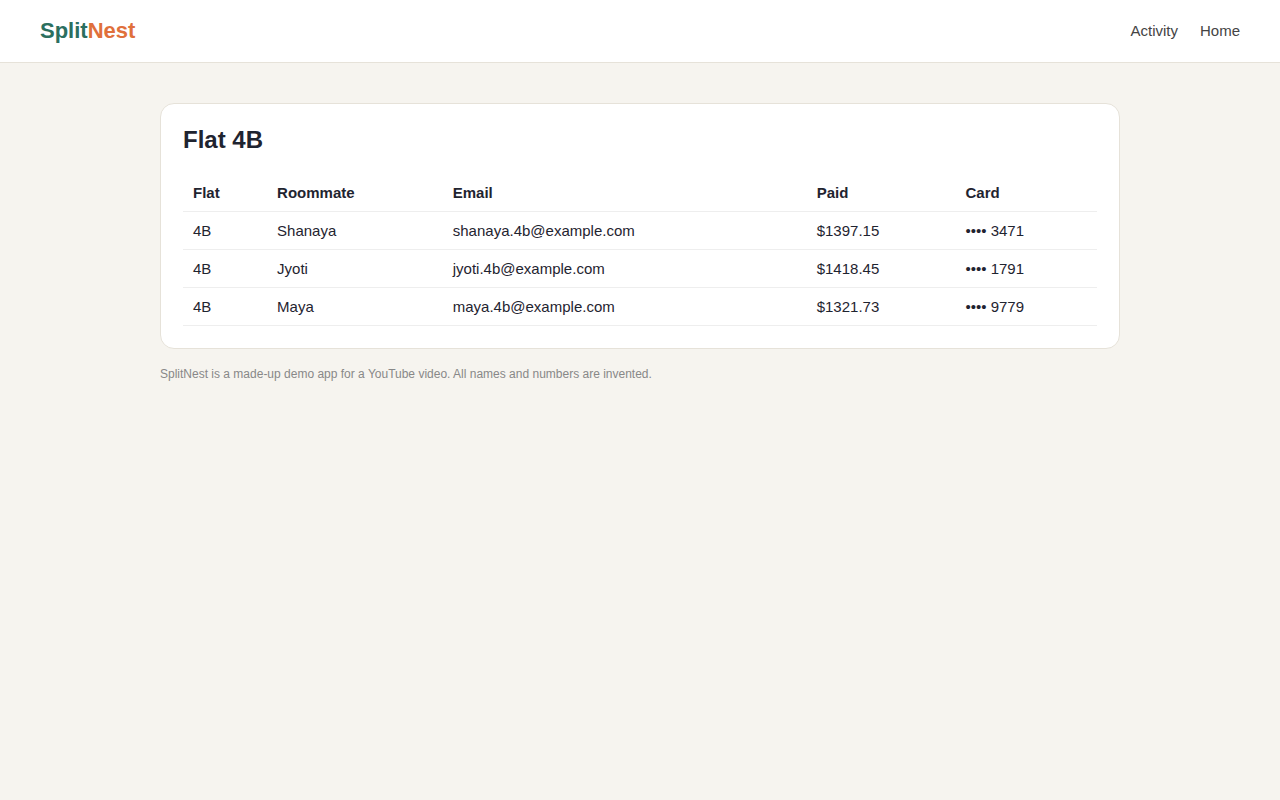 SplitNest
Activity Home
Flat 4B
Flat Roommate Email Paid Card
4B Shanaya shanaya.4b@example.com $1397.15 •••• 3471
4B Jyoti jyoti.4b@example.com $1418.45 •••• 1791
4B Maya maya.4b@example.com $1321.73 •••• 9779
SplitNest is a made-up demo app for a YouTube video. All names and numbers are invented.